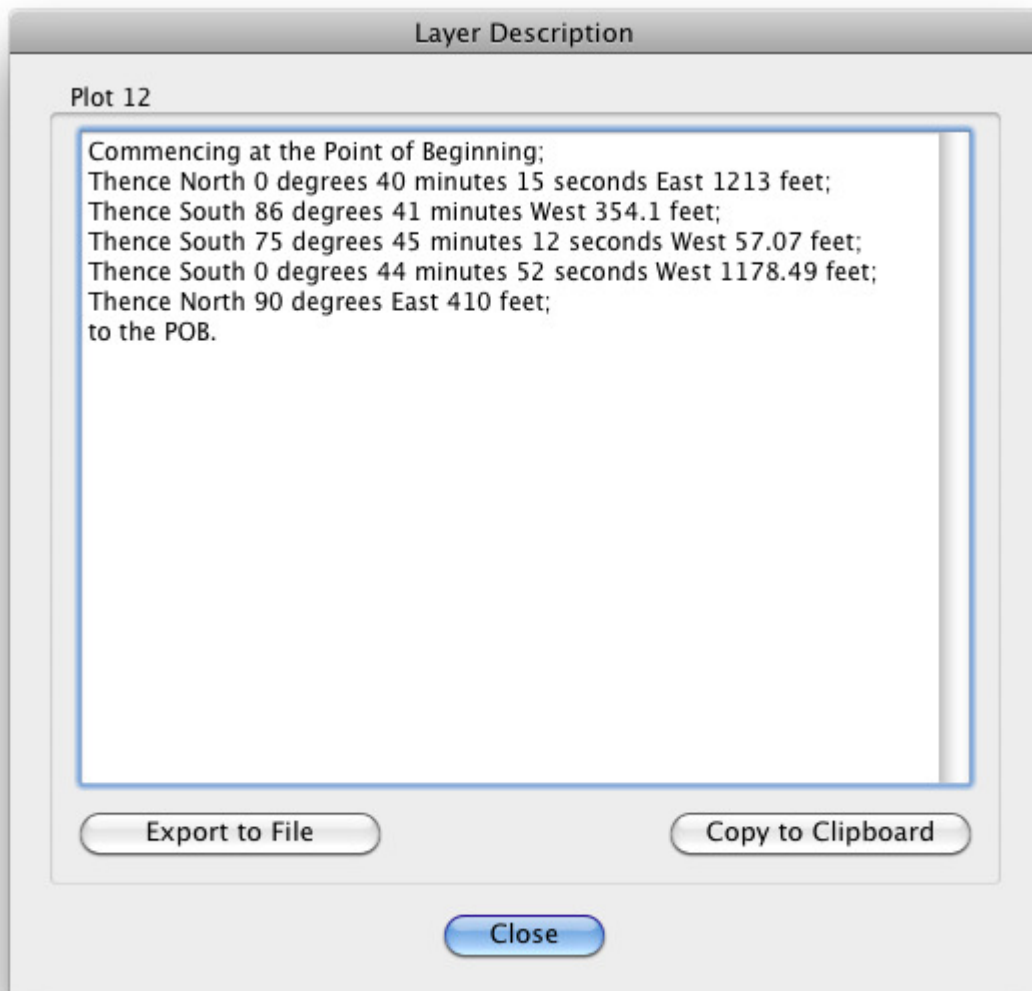 Layer Description
Plot 12
Commencing at the Point of Beginning;
Thence North 0 degrees 40 minutes 15 seconds East 1213 feet;
Thence South 86 degrees 41 minutes West 354.1 feet;
Thence South 75 degrees 45 minutes 12 seconds West 57.07 feet;
Thence South 0 degrees 44 minutes 52 seconds West 1178.49 feet;
Thence North 90 degrees East 410 feet;
to the POB.
Export to File
Copy to Clipboard
Close